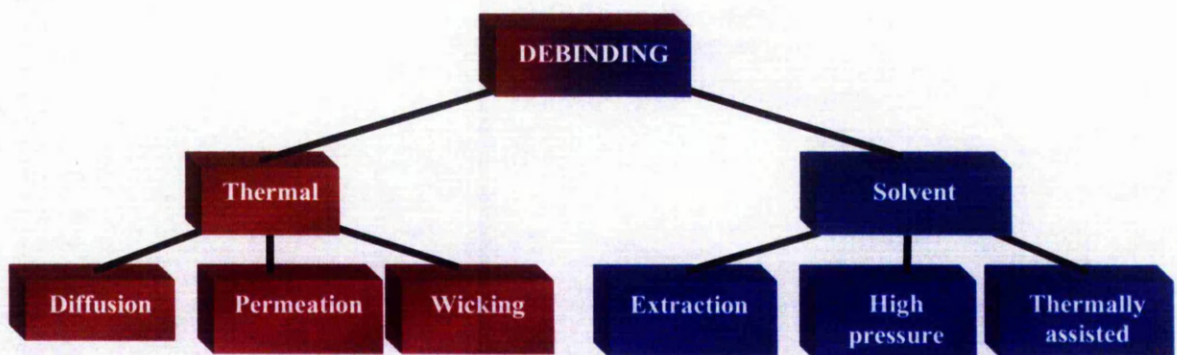 DEBINDING
Thermal
Solvent
Diffusion
Permeation
Wicking
Extraction
High
pressure
Thermally
assisted